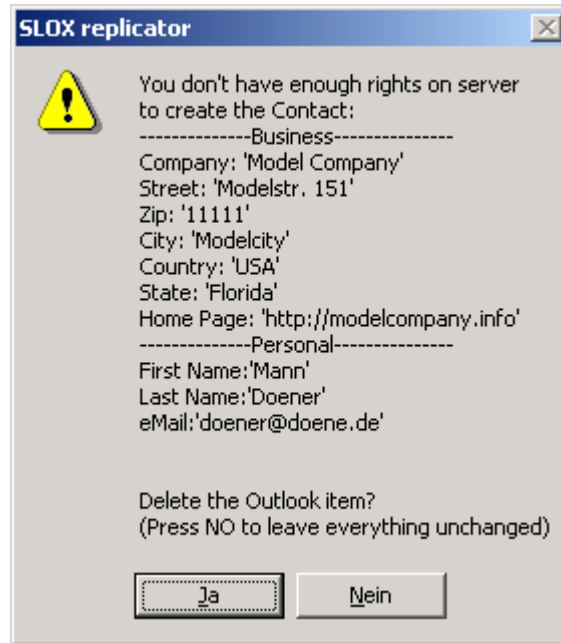 SLOX replicator
You don't have enough rights on server
to create the Contact:
--------------Business---------------
Company: 'Model Company'
Street: 'Modelstr. 151'
Zip: '11111'
City: 'Modelcity'
Country: 'USA'
State: 'Florida'
Home Page: 'http://modelcompany.info'
--------------Personal---------------
First Name:'Mann'
Last Name:'Doener'
eMail:'doener@doene.de'
Delete the Outlook item?
(Press NO to leave everything unchanged)
Ja
Nein